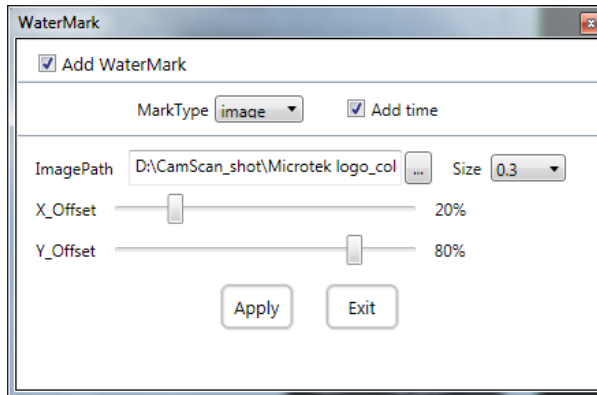 WaterMark
Add WaterMark
MarkType image Add time
ImagePath D:\CamScan_shot\Microtek logo_col ... Size 0.3
X_Offset 20%
Y_Offset 80%
Apply Exit